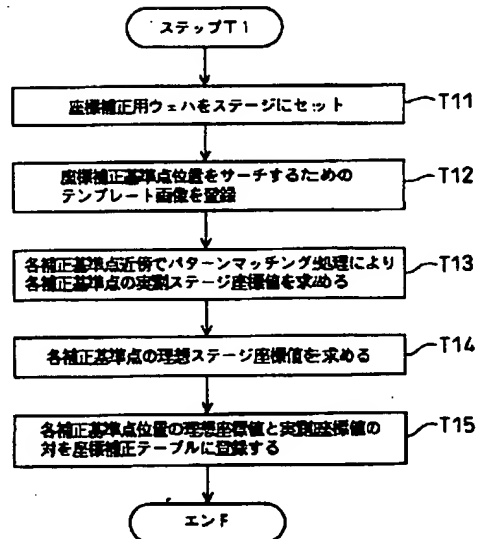 ステップT1
座標補正用ウェハをステージにセット
T11
座標補正基準点位置をサーチするための
テンプレート画像を登録
T12
各補正基準点近傍でパターンマッチング処理により
各補正基準点の実測ステージ座標値を求める
T13
各補正基準点の理想ステージ座標値を求める
T14
各補正基準点位置の理想座標値と実測座標値の
対を座標補正テーブルに登録する
T15
エンド